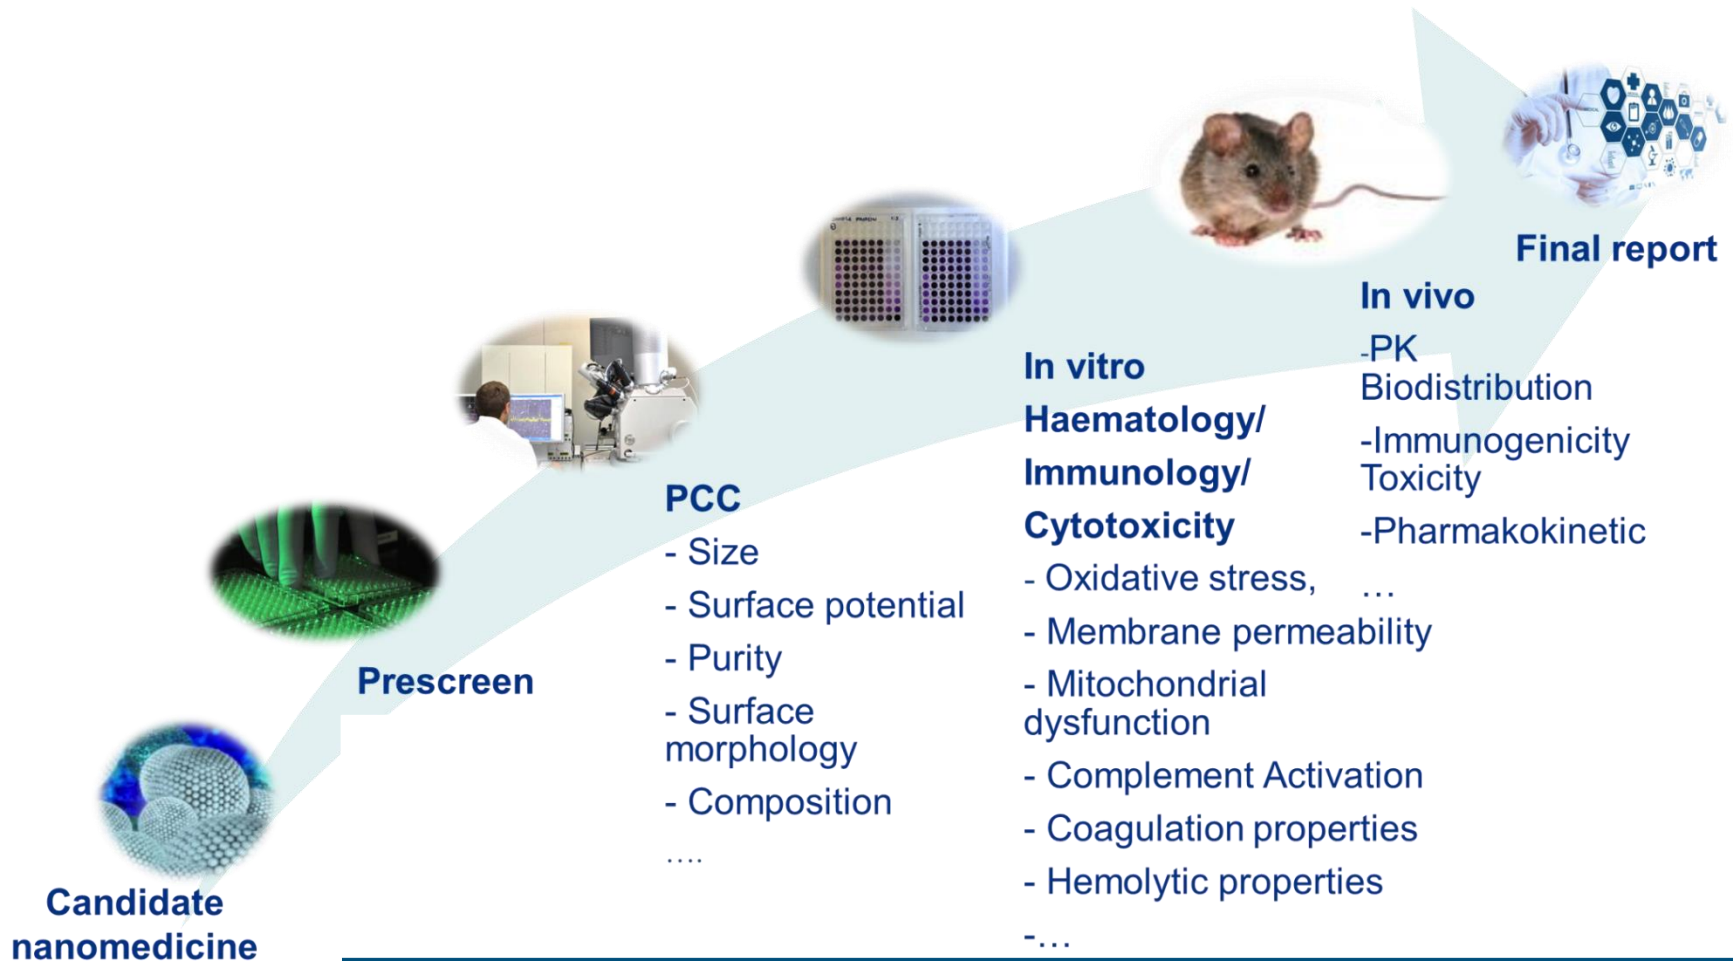 Candidate
nanomedicine
Prescreen
PCC
- Size
- Surface potential
- Purity
- Surface
morphology
- Composition
....
In vitro
Haematology/
Immunology/
Cytotoxicity
- Oxidative stress,
- Membrane permeability
- Mitochondrial
dysfunction
- Complement Activation
- Coagulation properties
- Hemolytic properties
-...
In vivo
-PK
Biodistribution
-Immunogenicity
Toxicity
-Pharmakokinetic
...
Final report